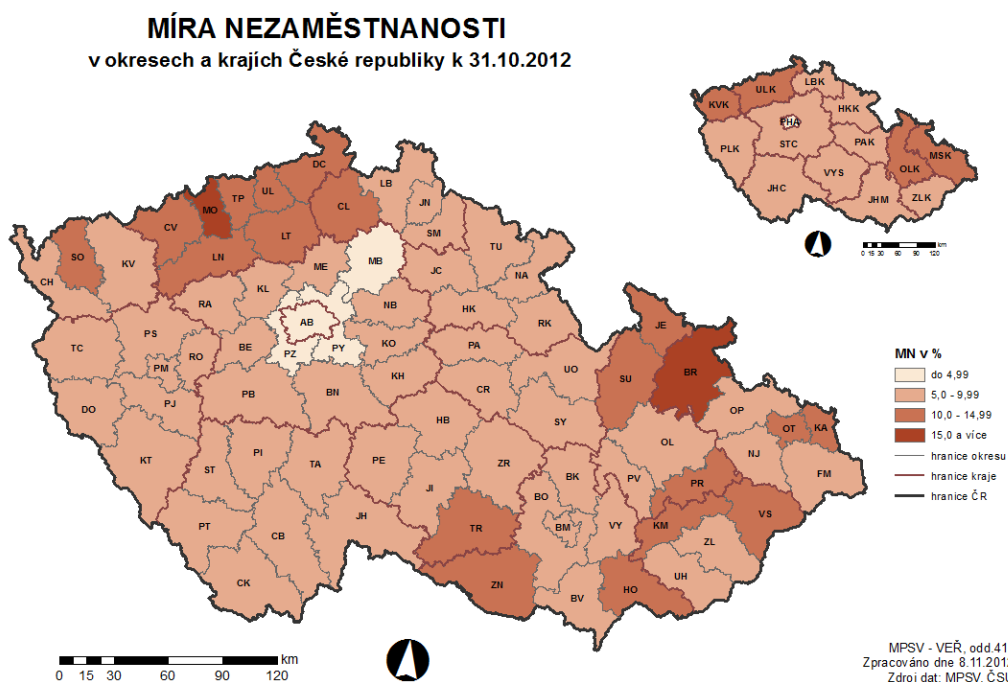 MÍRA NEZAMĚSTNANOSTI
v okresech a krajích České republiky k 31.10.2012
KVK
ULK
LBK
HKK
PHA
STC
PLK
PAK
MSK
OLK
VYS
JHC
JHM
ZLK
0 15 30 60 90 120
km
DC
LB
UL
TP
MO
CL
JN
CV
LT
SM
SO
KV
LN
ME
MB
TU
CH
KL
JC
NA
RA
NB
HK
AB
RK
JE
PS
TC
BE
PZ
PY
KO
PA
RO
PM
UO
SU
BR
KH
CR
PB
BN
DO
PJ
OP
HB
SY
OT
KA
OL
KT
ST
PI
TA
PE
ZR
NJ
FM
JI
BK
PV
PR
BO
JH
TR
BM
VY
KM
VS
PT
CB
ZL
CK
ZN
UH
HO
BV
MN v %
do 4,99
5,0 - 9,99
10,0 - 14,99
15,0 a více
hranice okresu
hranice kraje
hranice ČR
km
0 15 30 60 90 120
MPSV - VEŘ, odd.41
Zpracováno dne 8.11.201
Zdroj dat: MPSV, ČS